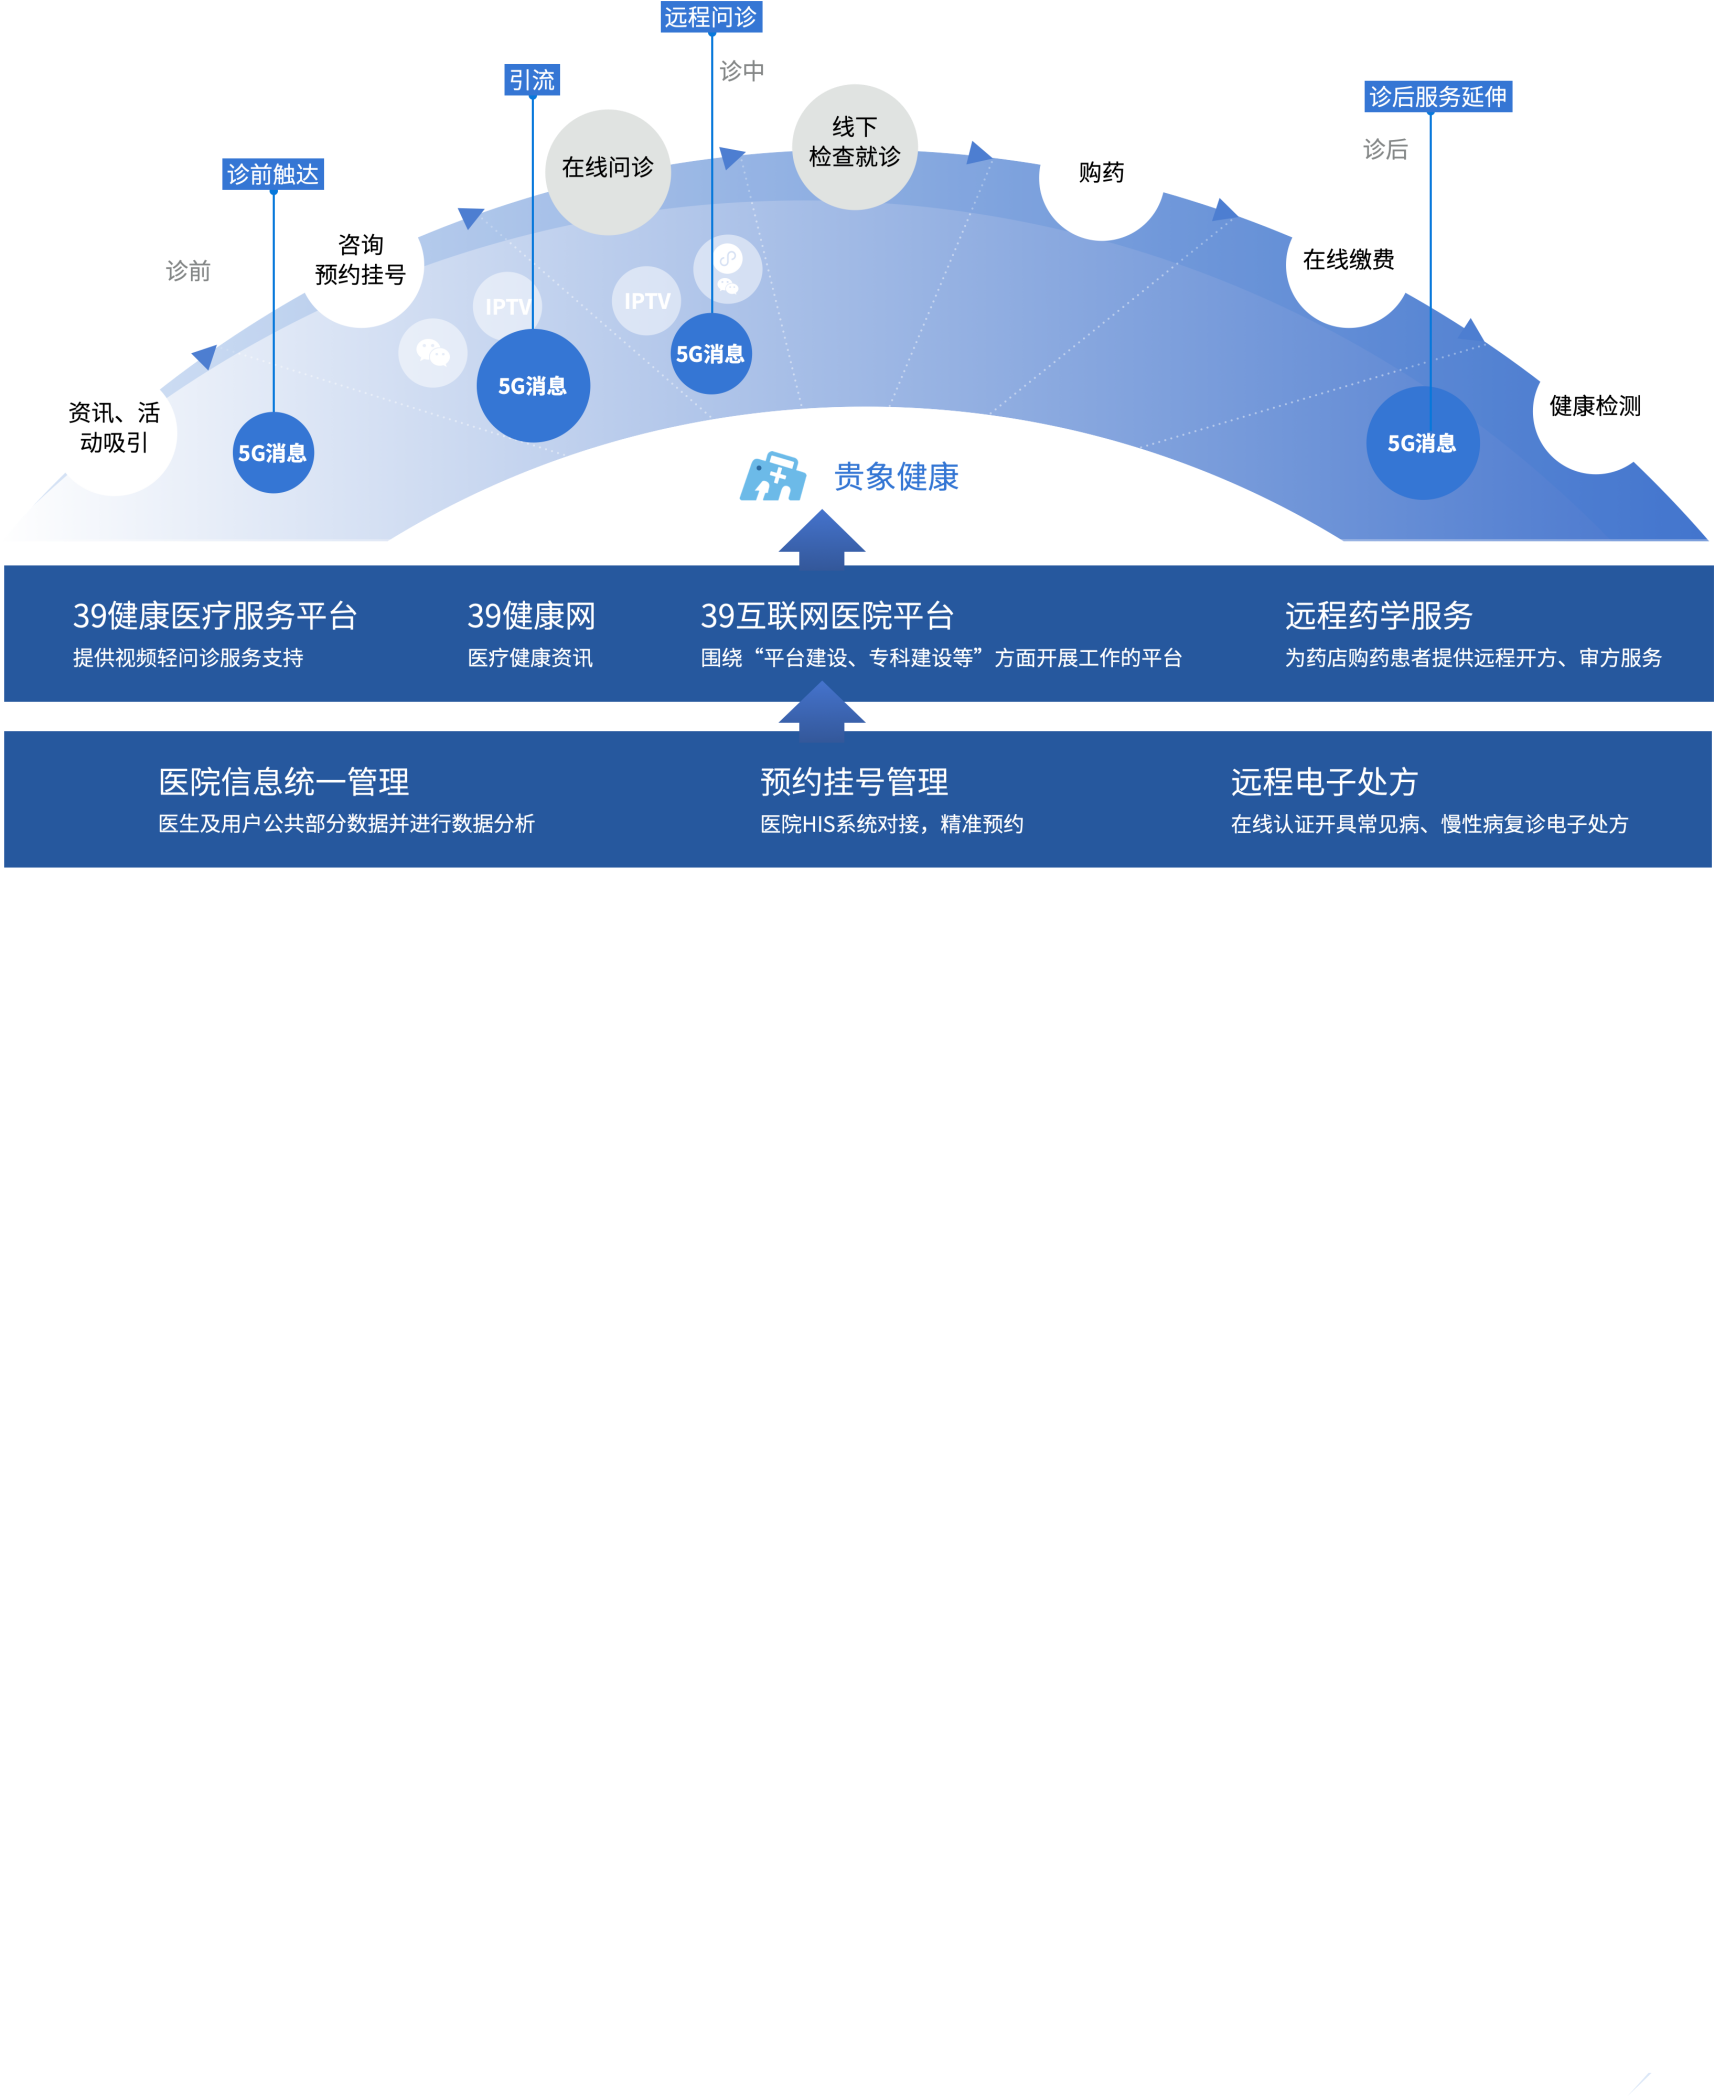 远程问诊
诊中
引流
诊后服务延伸
诊后
诊前触达
诊前
线下
检查就诊
在线问诊
购药
咨询
预约挂号
在线缴费
IPTV
IPTV
5G消息
5G消息
资讯、活
动吸引
5G消息
5G消息
健康检测
贵象健康
39健康医疗服务平台
提供视频轻问诊服务支持
39健康网
医疗健康资讯
39互联网医院平台
围绕“平台建设、专科建设等”方面开展工作的平台
远程药学服务
为药店购药患者提供远程开方、审方服务
医院信息统一管理
医生及用户公共部分数据并进行数据分析
预约挂号管理
医院HIS系统对接，精准预约
远程电子处方
在线认证开具常见病、慢性病复诊电子处方